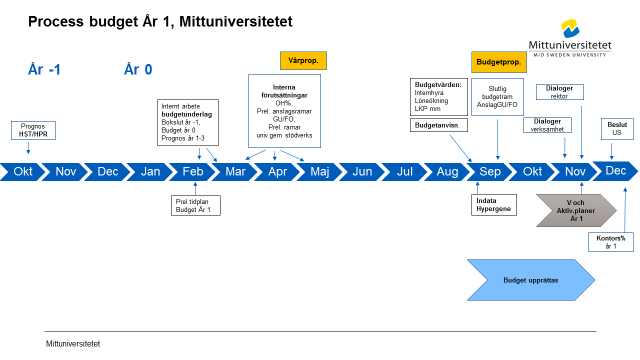 Process budget År 1, Mittuniversitetet
Mittuniversitetet
MID SWEDEN UNIVERSITY
År -1
År 0
Vårprop.
Budgetprop.
Prognos
HST/HPR
Internt arbete
budgetunderlag
Bokslut år -1,
Budget år 0
Prognos år 1-3
Interna
förutsättningar
OH%,
Prel. anslagsramar
GU/FO,
Prel. ramar
univ.gem. stödverks
Budgetvärden:
Internhyra
Löneökning
LKP mm
Budgetanvisn.
Slutlig
budgetram
AnslagGU/FO
Dialoger
rektor
Dialoger
verksamhet
Beslut
US
Okt
Nov
Dec
Jan
Feb
Mar
Apr
Maj
Jun
Jul
Aug
Sep
Okt
Nov
Dec
Prel tidplan
Budget År 1
Indata
Hypergene
V och
Aktiv.planer
År 1
Kontors%
år 1
Budget upprättas
Mittuniversitetet